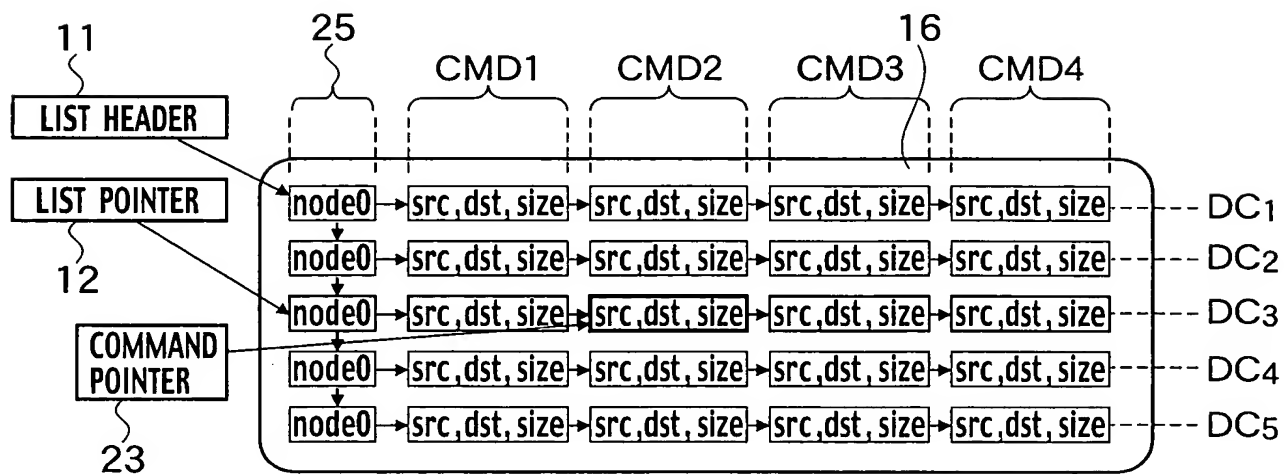 11
25
CMD1 CMD2 CMD3 CMD4
16
LIST HEADER
LIST POINTER
12
COMMAND
POINTER
23
node0 src,dst,size src,dst,size src,dst,size src,dst,size DC1
node0 src,dst,size src,dst,size src,dst,size src,dst,size DC2
node0 src,dst,size src,dst,size src,dst,size src,dst,size DC3
node0 src,dst,size src,dst,size src,dst,size src,dst,size DC4
node0 src,dst,size src,dst,size src,dst,size src,dst,size DC5